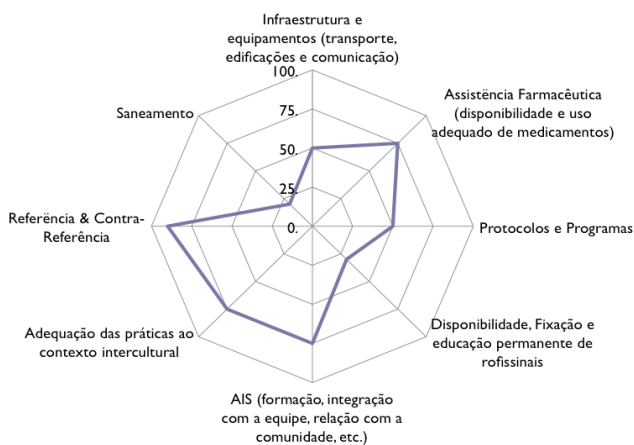 Infraestrutura e
equipamentos (transporte,
edificações e comunicação)
100.
75.
50.
25.
0.
Assistëncia Farmacêutica
(disponibilidade e uso
adequado de medicamentos)
Protocolos e Programas
Disponibilidade, Fixação e
educação permanente de
rofissinais
AIS (formação, integração
com a equipe, relação com a
comunidade, etc.)
Adequação das práticas ao
contexto intercultural
Referëncia & Contra-
Referência
Saneamento